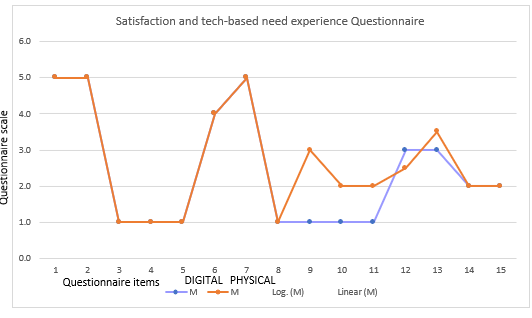 Satisfaction and tech-based need experience Questionnaire
6.0
5.0
4.0
3.0
2.0
1.0
0.0
Questionnaire scale
1 2 3 4 5 6 7 8 9 10 11 12 13 14 15
Questionnaire items DIGITAL PHYSICAL
M M Log. (M) Linear (M)